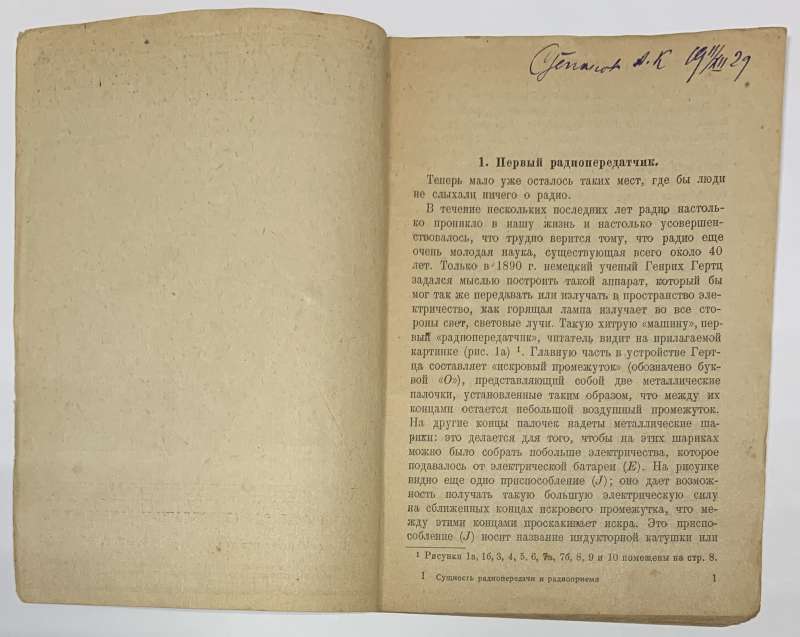 А.К 19 11/XII 29
1. Первый радиопередатчик.
Теперь мало уже осталось таких мест, где бы люди
не слыхали ничего о радио.
В течение нескольких последних лет радио настоль-
ко проникло в нашу жизнь и настолько усовершен-
ствовалось, что трудно верится тому, что радио еще
очень молодая наука, существующая всего около 40
лет. Только в 1890 г. немецкий ученый Генрих Гертц
задался мыслью построить такой аппарат, который бы
мог так же передавать или излучать в пространство эле-
ктричество, как горящая лампа излучает во все сто-
роны свет, световые лучи. Такую хитрую «машину», пер-
вый «радиопередатчик», читатель видит на прилагаемой
картинке (рис. 1а) ¹. Главную часть в устройстве Герт-
ца составляет «искровый промежуток» (обозначено бук-
вой «О»), представляющий собой две металлические
палочки, установленные таким образом, что между их
концами остается небольшой воздушный промежуток.
На другие концы палочек надеты металлические ша-
рики: это делается для того, чтобы на этих шариках
можно было собрать побольше электричества, которое
подавалось от электрической батареи (E). На рисунке
видно еще одно приспособление (J); оно дает возмож-
ность получать такую большую электрическую силу
на сближенных концах искрового промежутка, что ме-
жду этими концами проскакивает искра. Это приспо-
собление (J) носит название индукторной катушки или
¹ Рисунки 1а, 1б, 3, 4, 5, 6, 7а, 7б, 8, 9 и 10 помещены на стр. 8.
1 Сущность радиопередачи и радиоприема 1